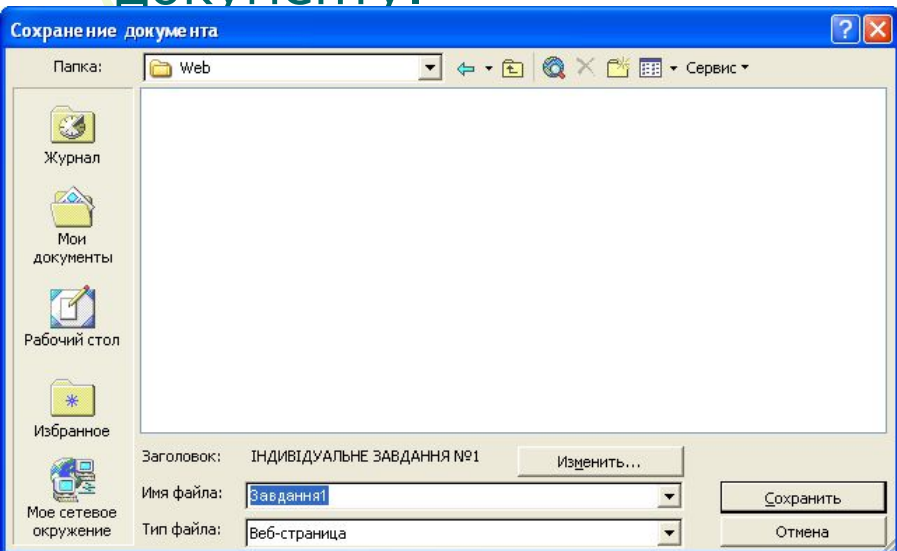 документу.
Сохранение документа
Папка:
Web
Сервис
Журнал
Мои
документы
Рабочий стол
Избранное
Мое сетевое
окружение
Заголовок: ІНДИВІДУАЛЬНЕ ЗАВДАННЯ №1 Изменить...
Имя файла: Завдання1 Сохранить
Тип файла: Веб-страница Отмена